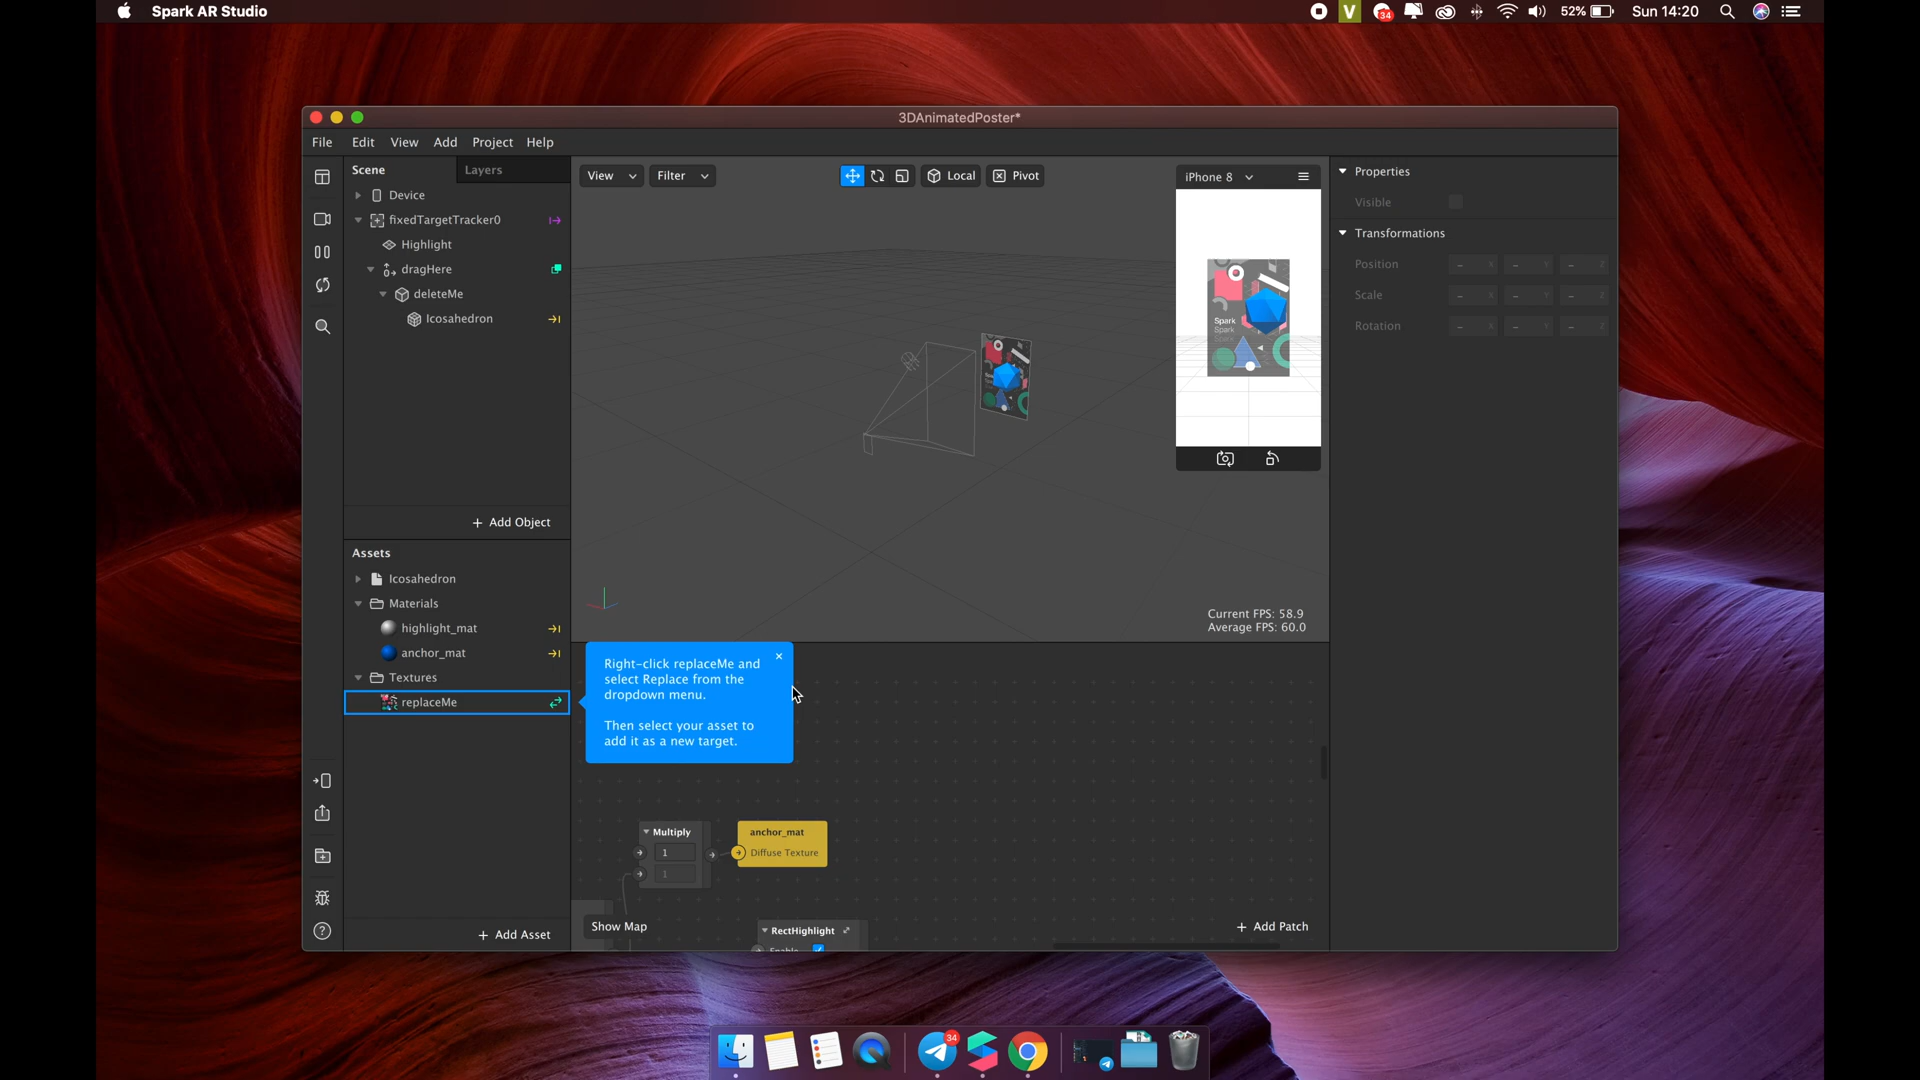 Spark AR Studio
V
34
52%
Sun 14:20
3DAnimatedPoster*
File Edit View Add Project Help
Scene
Layers
Device
fixedTargetTracker0
Highlight
dragHere
deleteMe
Icosahedron
+ Add Object
Assets
Icosahedron
Materials
highlight_mat
anchor_mat
Textures
replaceMe
+ Add Asset
View
Filter
Local
Pivot
iPhone 8
Spark
Spark
Current FPS: 58.9
Average FPS: 60.0
Right-click replaceMe and
select Replace from the
dropdown menu.
Then select your asset to
add it as a new target.
Multiply
1
1
anchor_mat
Diffuse Texture
RectHighlight
Enable
Show Map
+ Add Patch
Properties
Visible
Transformations
Position - X - Y - Z
Scale - X - Y - Z
Rotation - X - Y - Z
34